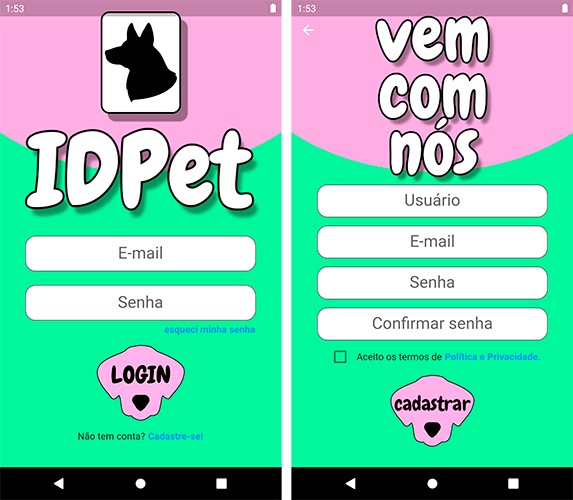 1:53
IDPet
E-mail
Senha
esqueci minha senha
LOGIN
Não tem conta? Cadastre-se!
1:53
vem
com
nós
Usuário
E-mail
Senha
Confirmar senha
Aceito os termos de Política e Privacidade.
cadastrar